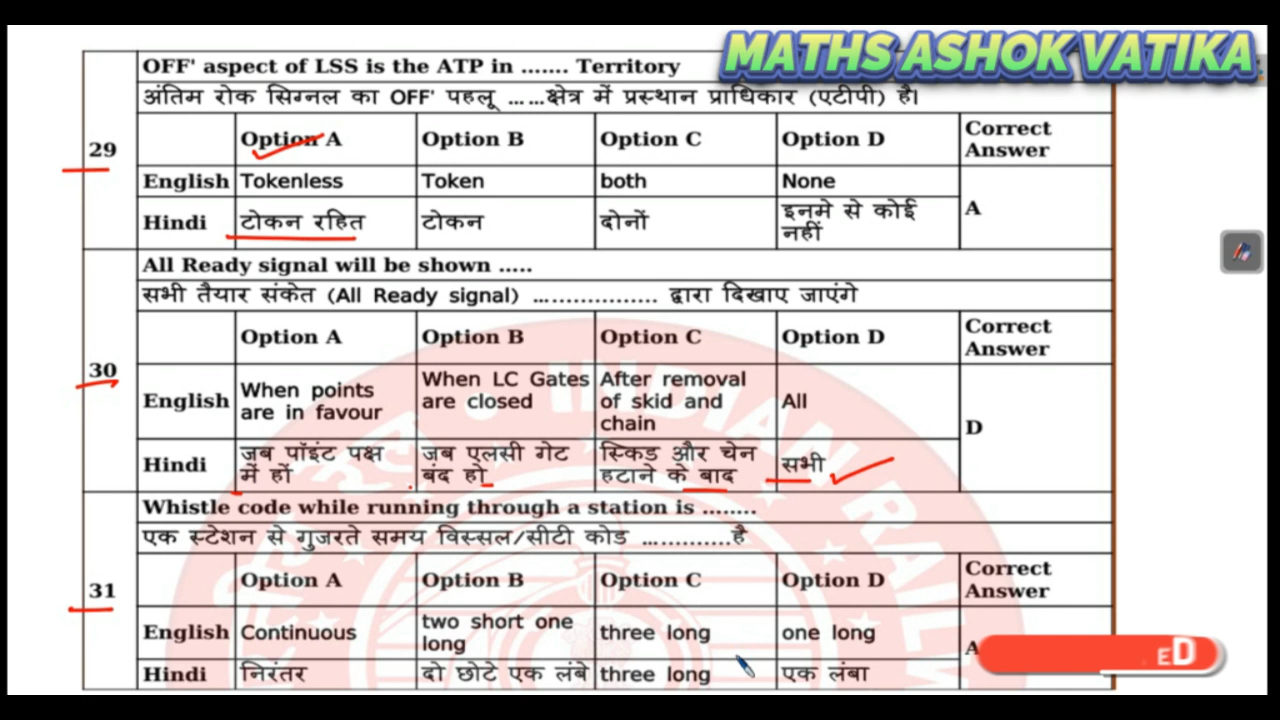 MATHS ASHOK VATIKA
OFF' aspect of LSS is the ATP in ....... Territory
अंतिम रोक सिग्नल का OFF' पहलू ... ...क्षेत्र में प्रस्थान प्राधिकार (एटीपी) है।
29
Option A Option B Option C Option D Correct Answer
English Tokenless Token both None A
Hindi टोकन रहित टोकन दोनों इनमे से कोई नहीं
All Ready signal will be shown .....
सभी तैयार संकेत (All Ready signal) ...………….. द्वारा दिखाए जाएंगे
30
Option A Option B Option C Option D Correct Answer
English When points are in favour When LC Gates are closed After removal of skid and chain All D
Hindi जब पॉइंट पक्ष में हों जब एलसी गेट बंद हो स्किड और चेन हटाने के बाद सभी
Whistle code while running through a station is ........
एक स्टेशन से गुजरते समय विस्सल/सीटी कोड ...........है
31
Option A Option B Option C Option D Correct Answer
English Continuous two short one long three long one long A
Hindi निरंतर दो छोटे एक लंबे three long एक लंबा
ED